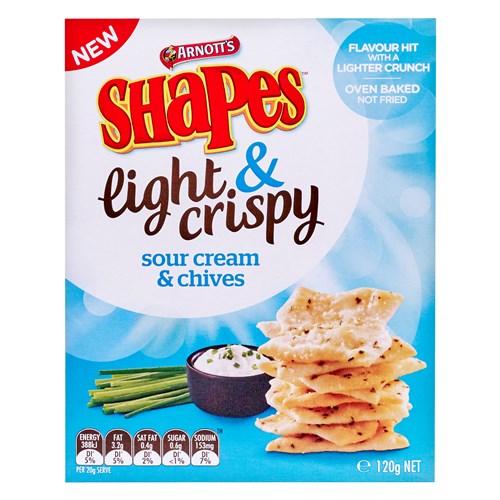 NEW
ARNOTT'S
SHAPES™
light &
crispy
sour cream
& chives
FLAVOUR HIT
WITH A
LIGHTER CRUNCH
OVEN BAKED
NOT FRIED
ENERGY 388kJ DI* 5%
FAT 3.2g DI* 5%
SAT FAT 0.4g DI* 2%
SUGAR 0.6g DI* <1%
SODIUM 153mg DI* 7%
™
PER 20g SERVE
℮ 120g NET